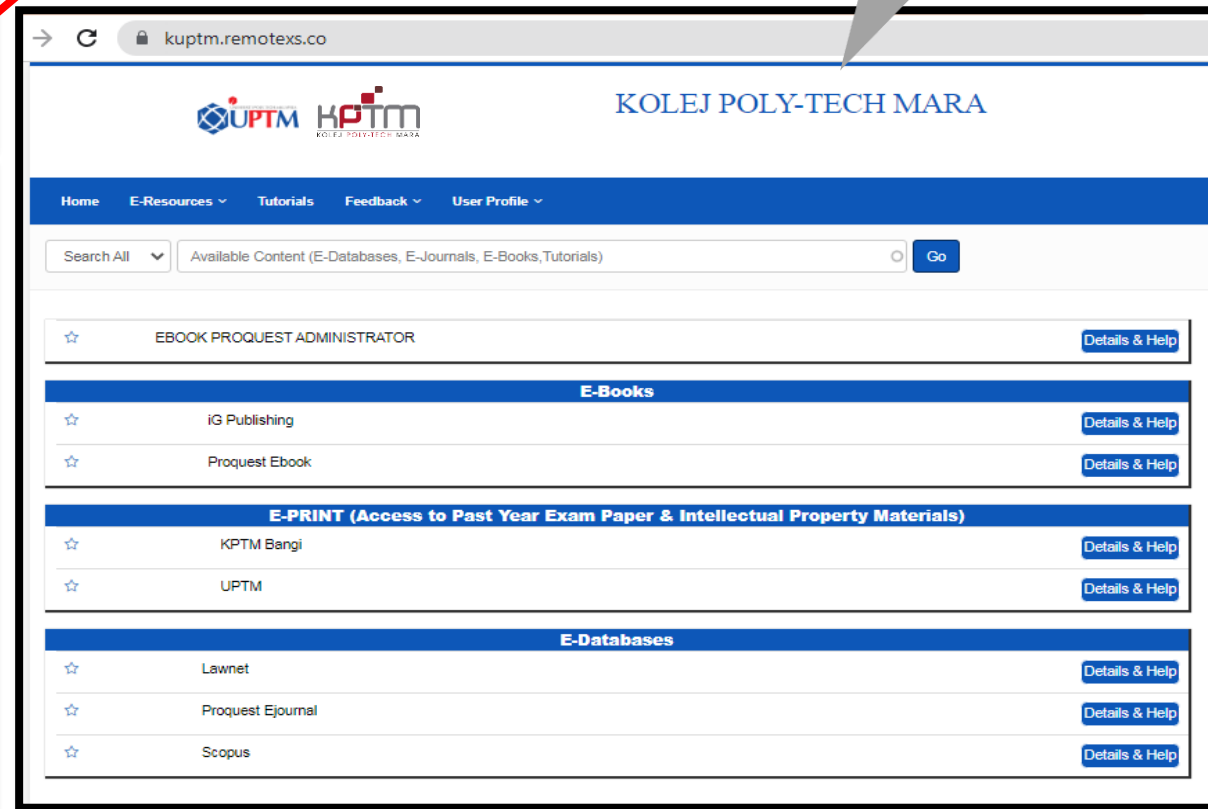 kuptm.remotexs.co
UPTM KPTM KOLEJ POLY-TECH MARA
KOLEJ POLY-TECH MARA
Home E-Resources Tutorials Feedback User Profile
Search All Available Content (E-Databases, E-Journals, E-Books,Tutorials) Go
EBOOK PROQUEST ADMINISTRATOR Details & Help
E-Books
iG Publishing Details & Help
Proquest Ebook Details & Help
E-PRINT (Access to Past Year Exam Paper & Intellectual Property Materials)
KPTM Bangi Details & Help
UPTM Details & Help
E-Databases
Lawnet Details & Help
Proquest Ejournal Details & Help
Scopus Details & Help